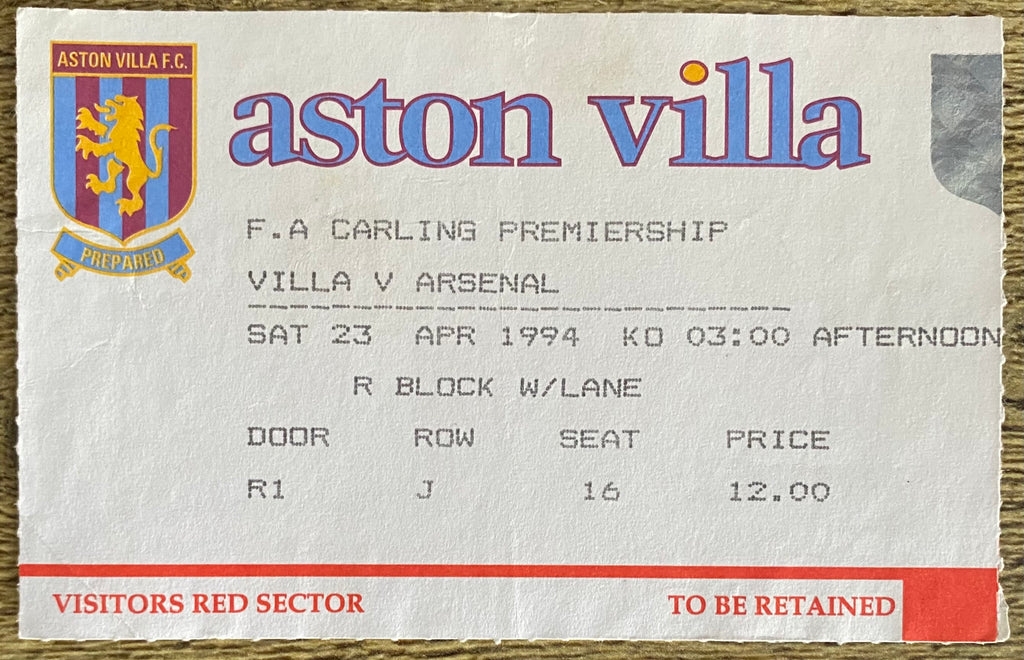 ASTON VILLA F.C.
PREPARED
aston villa
F.A CARLING PREMIERSHIP
VILLA V ARSENAL
SAT 23 APR 1994 KO 03:00 AFTERNOON
R BLOCK W/LANE
DOOR ROW SEAT PRICE
R1 J 16 12.00
VISITORS RED SECTOR TO BE RETAINED